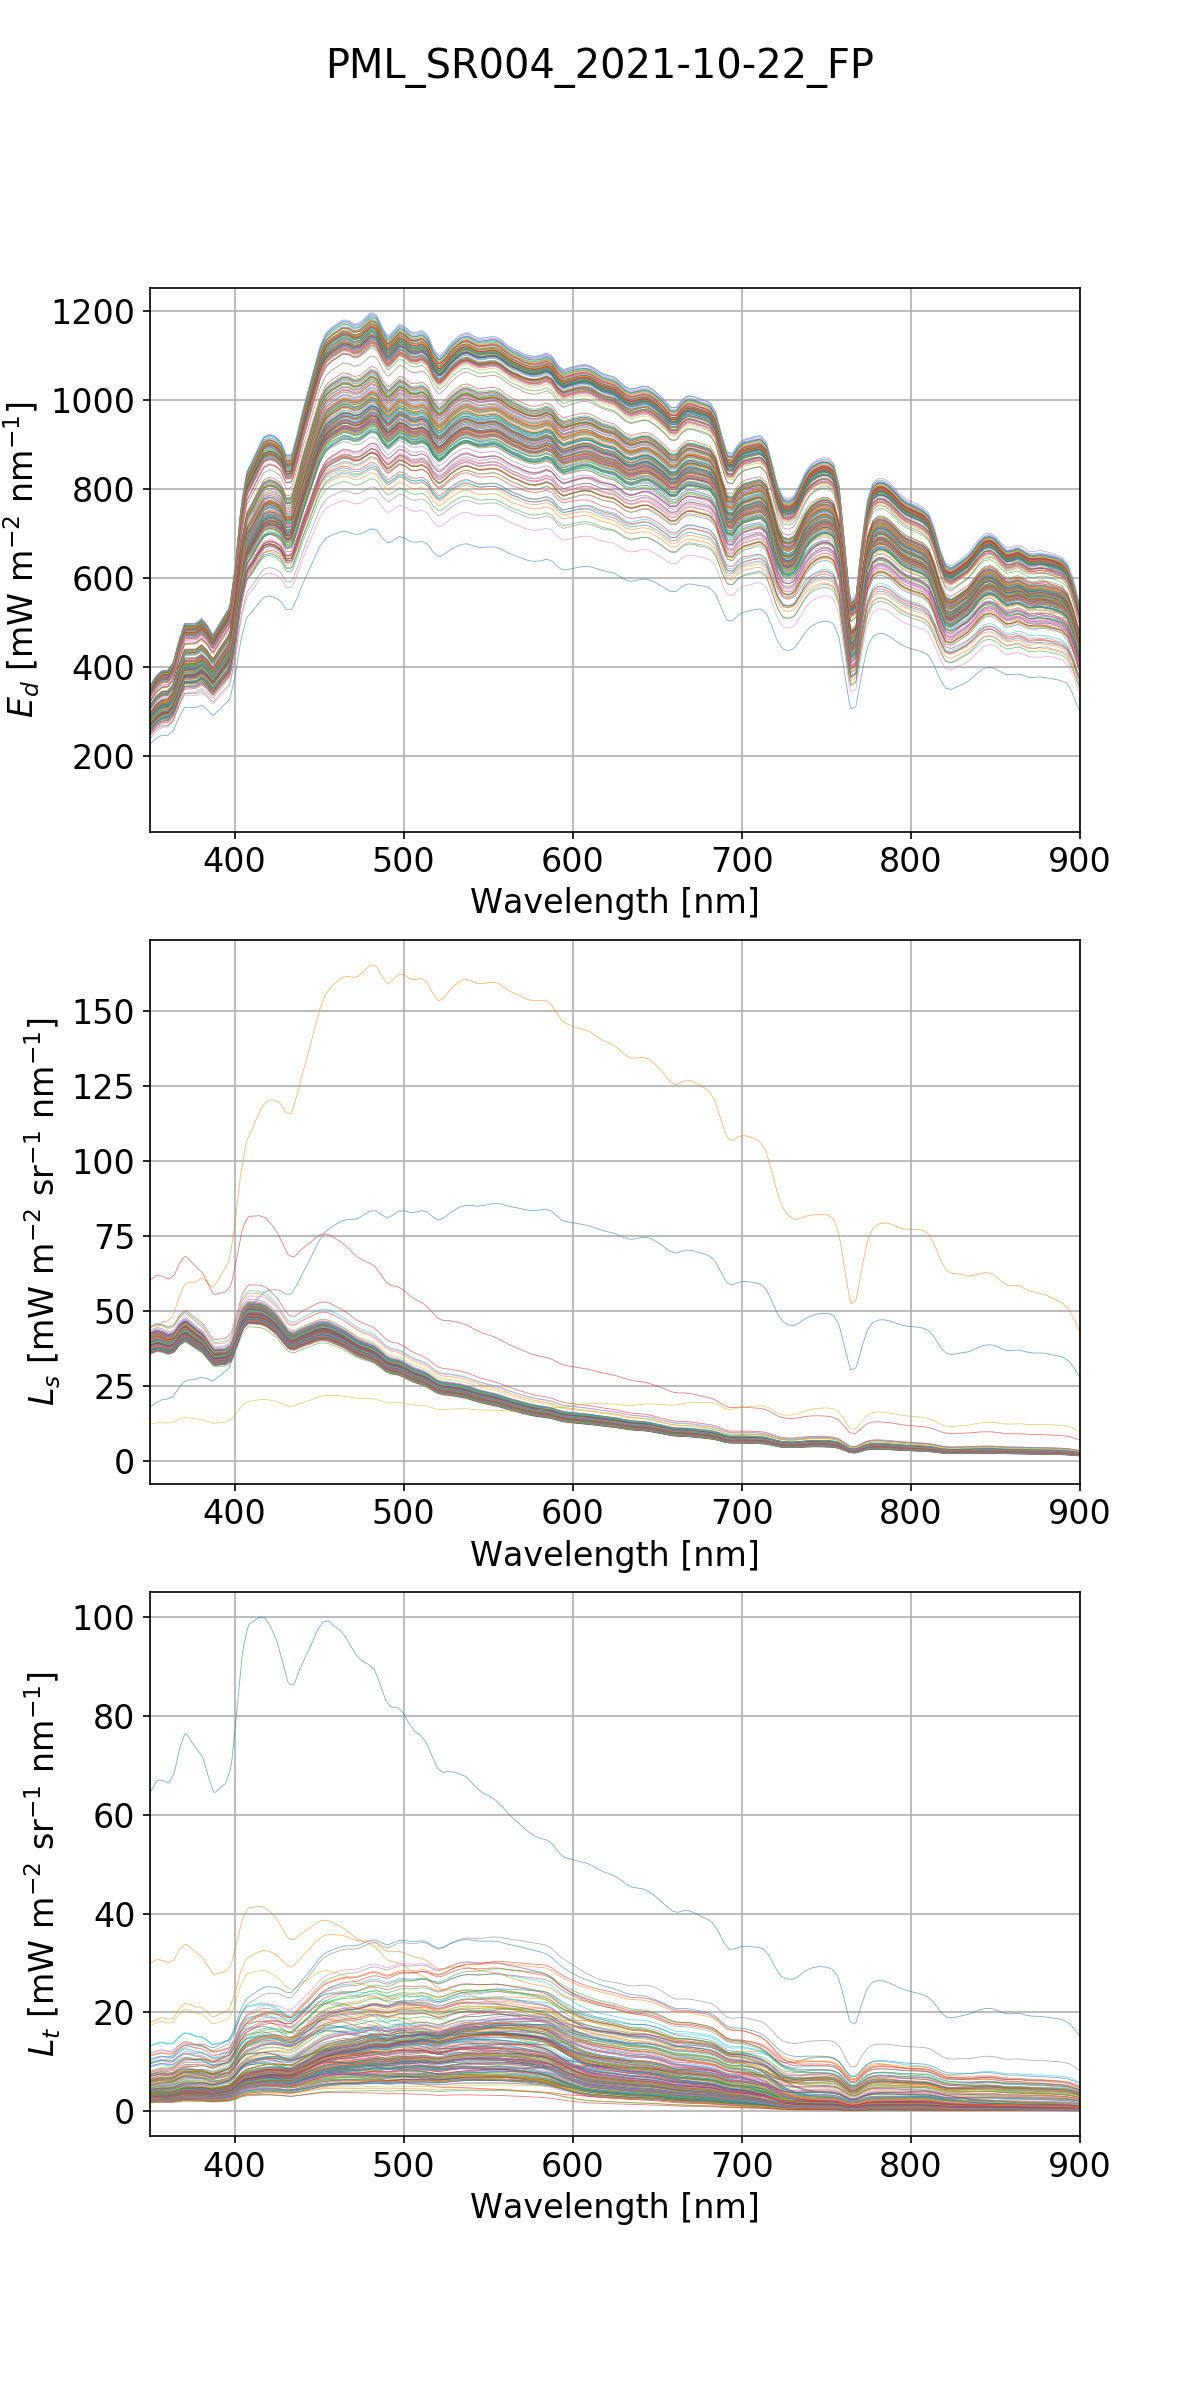 PML_SR004_2021-10-22_FP
1200
1000
800
600
400
200
E_d [mW m⁻² nm⁻¹]
400 500 600 700 800 900
Wavelength [nm]
150
125
100
75
50
25
0
L_s [mW m⁻² sr⁻¹ nm⁻¹]
400 500 600 700 800 900
Wavelength [nm]
100
80
60
40
20
0
L_t [mW m⁻² sr⁻¹ nm⁻¹]
400 500 600 700 800 900
Wavelength [nm]